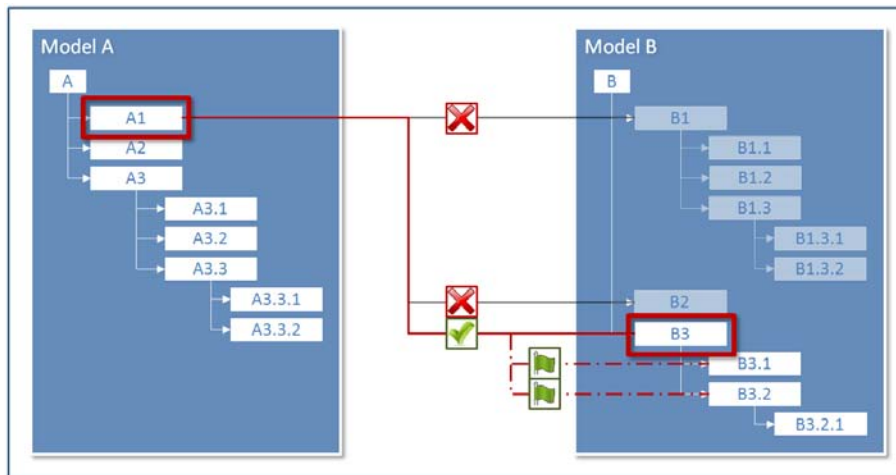 Model A
A
A1
A2
A3
A3.1
A3.2
A3.3
A3.3.1
A3.3.2
Model B
B
B1
B1.1
B1.2
B1.3
B1.3.1
B1.3.2
B2
B3
B3.1
B3.2
B3.2.1